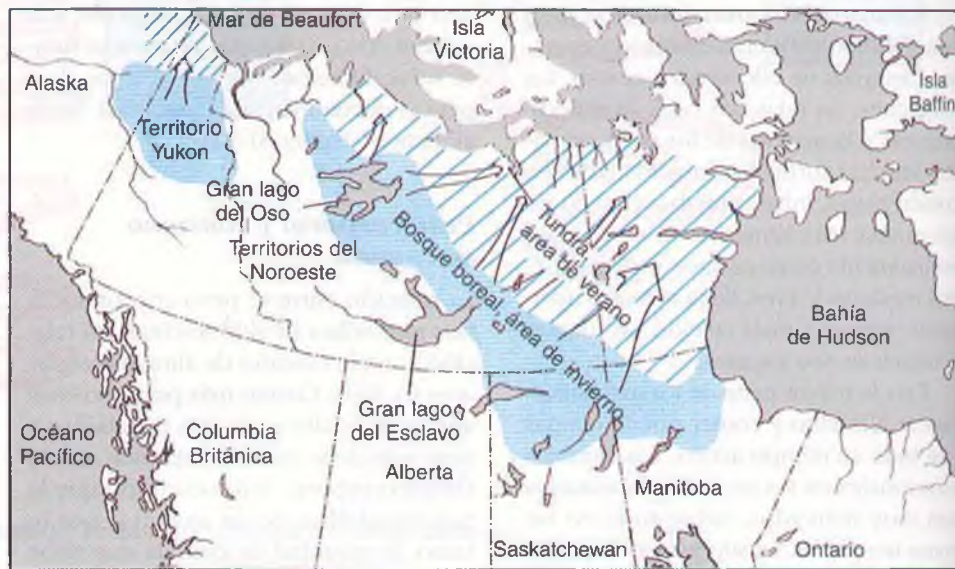 Mar de Beaufort
Isla
Victoria
Alaska
Isla
Baffin
Territorio
Yukon
Gran lago
del Oso
Territorios del
Noroeste
Bosque boreal,
área de invierno
Tundra,
área de verano
Bahía
de Hudson
Océano
Pacífico
Columbia
Británica
Gran lago
del Esclavo
Alberta
Manitoba
Saskatchewan
Ontario